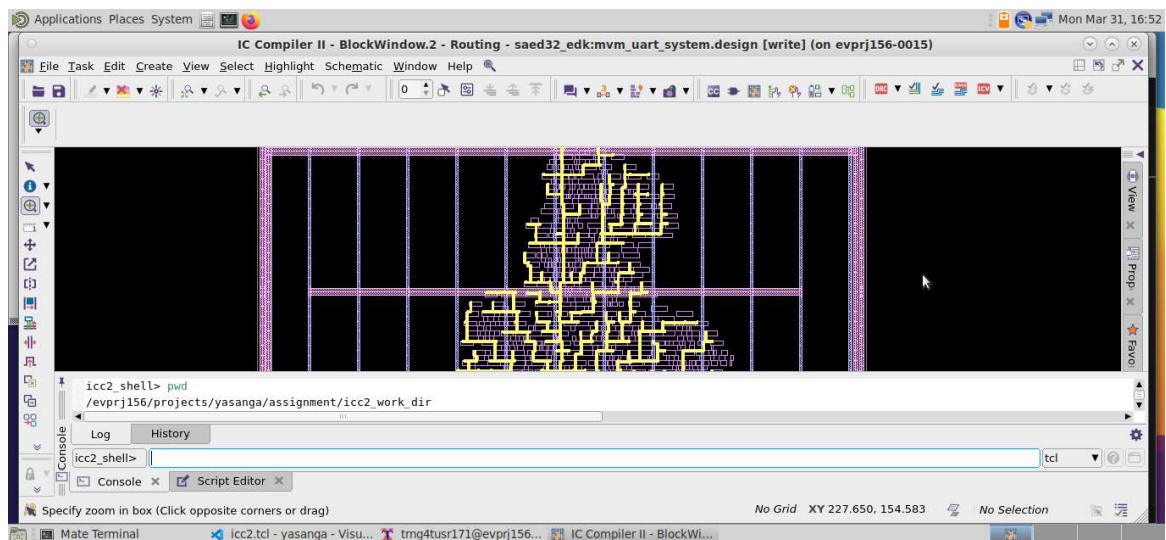 Applications Places System
Mon Mar 31, 16:52
IC Compiler II - BlockWindow.2 - Routing - saed32_edk:mvm_uart_system.design [write] (on evprj156-0015)
File Task Edit Create View Select Highlight Schematic Window Help
0
DRC
ICV
View
Prop
Favo
icc2_shell> pwd
/evprj156/projects/yasanga/assignment/icc2_work_dir
Console
Log History
icc2_shell>
tcl
Console Script Editor
Specify zoom in box (Click opposite corners or drag)
No Grid XY 227.650, 154.583
No Selection
Mate Terminal
icc2.tcl - yasanga - Visu...
trng4tusr171@evprj156...
IC Compiler II - BlockWi...